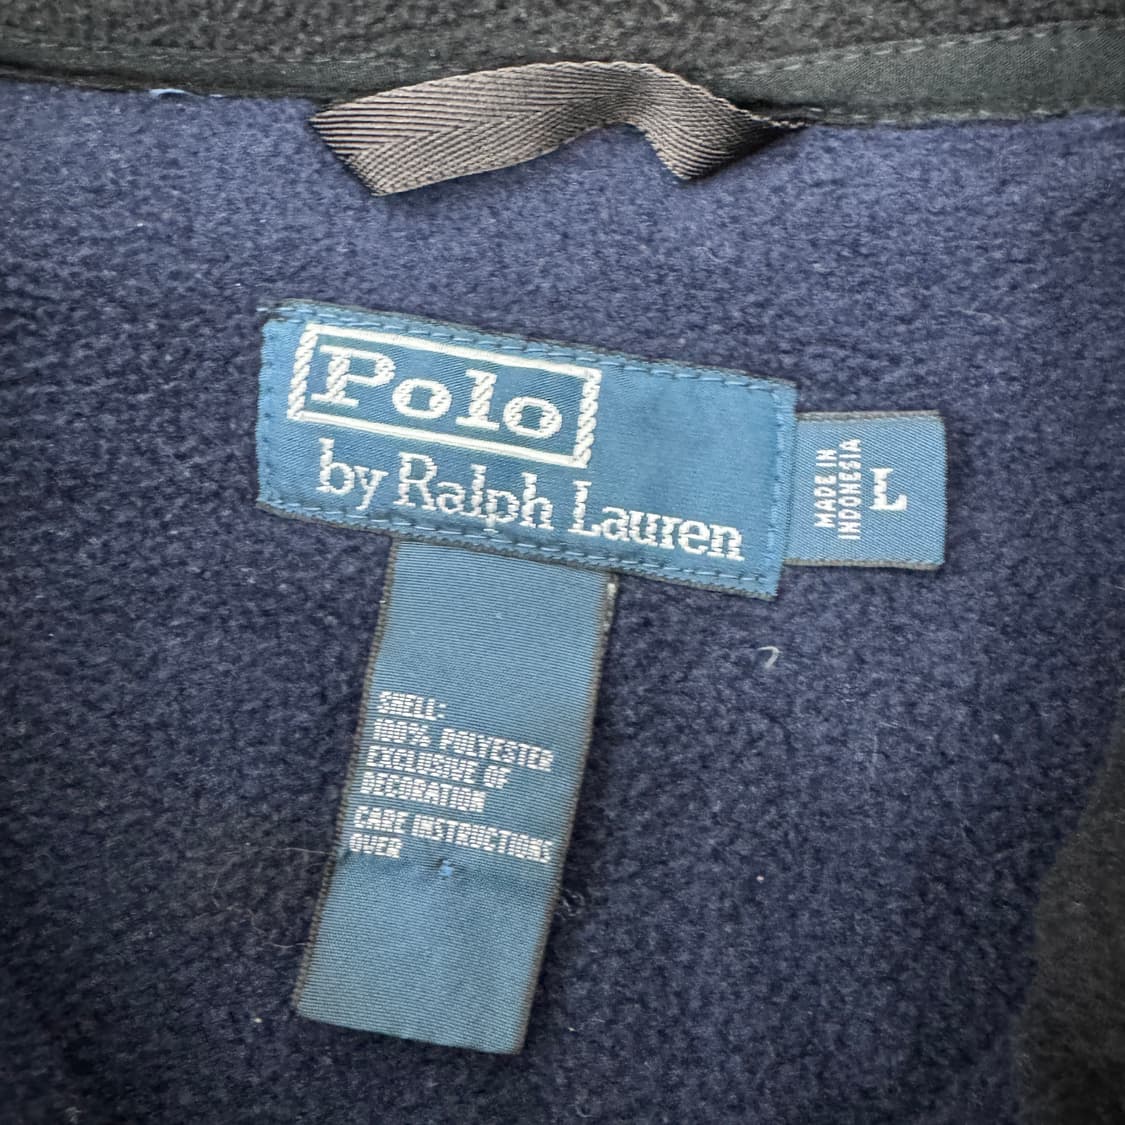 Polo
by Ralph Lauren
MADE IN
INDONESIA
L
SHELL:
100% POLYESTER
EXCLUSIVE OF
DECORATION
CARE INSTRUCTIONS
OVER